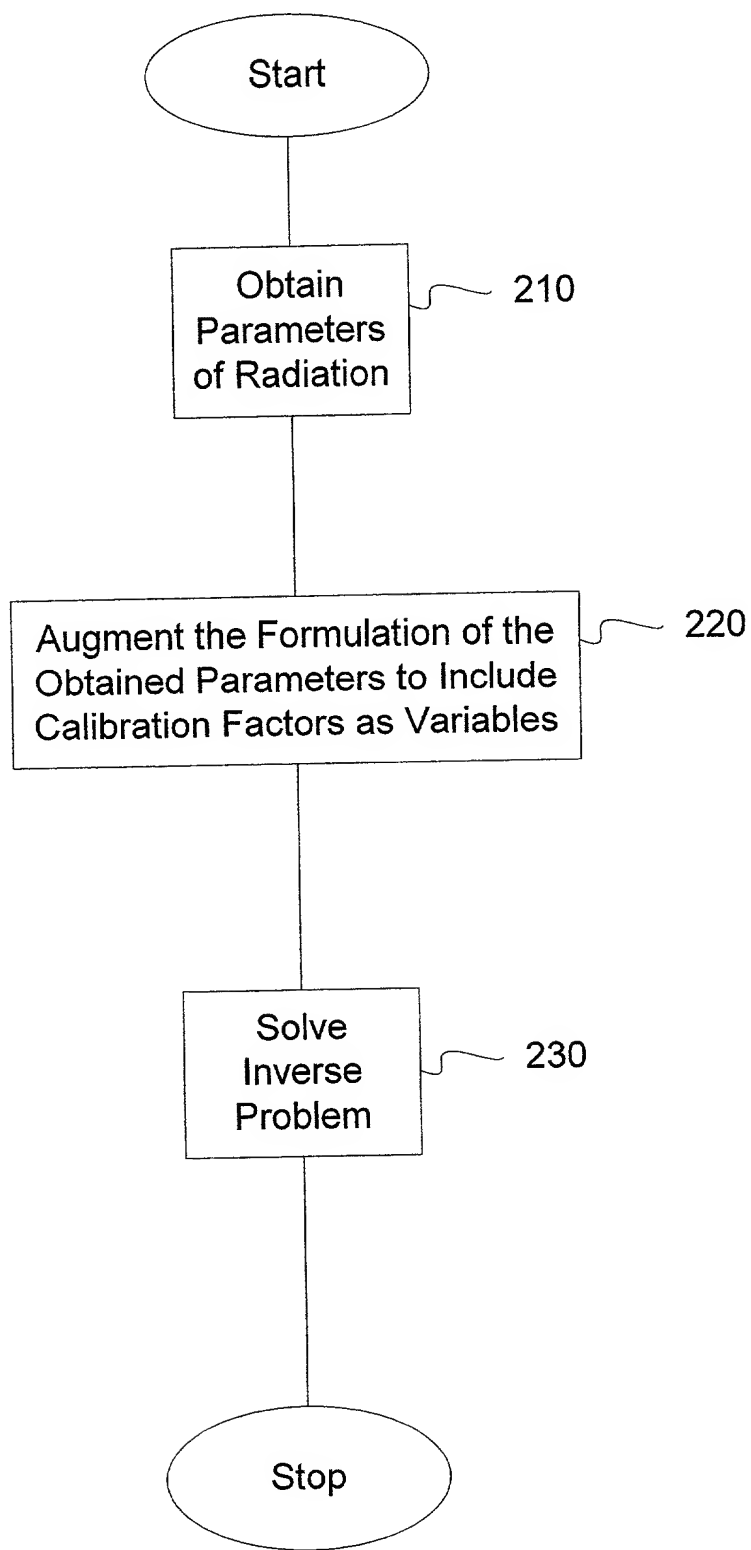 Start
Obtain
Parameters
of Radiation
210
Augment the Formulation of the
Obtained Parameters to Include
Calibration Factors as Variables
220
Solve
Inverse
Problem
230
Stop